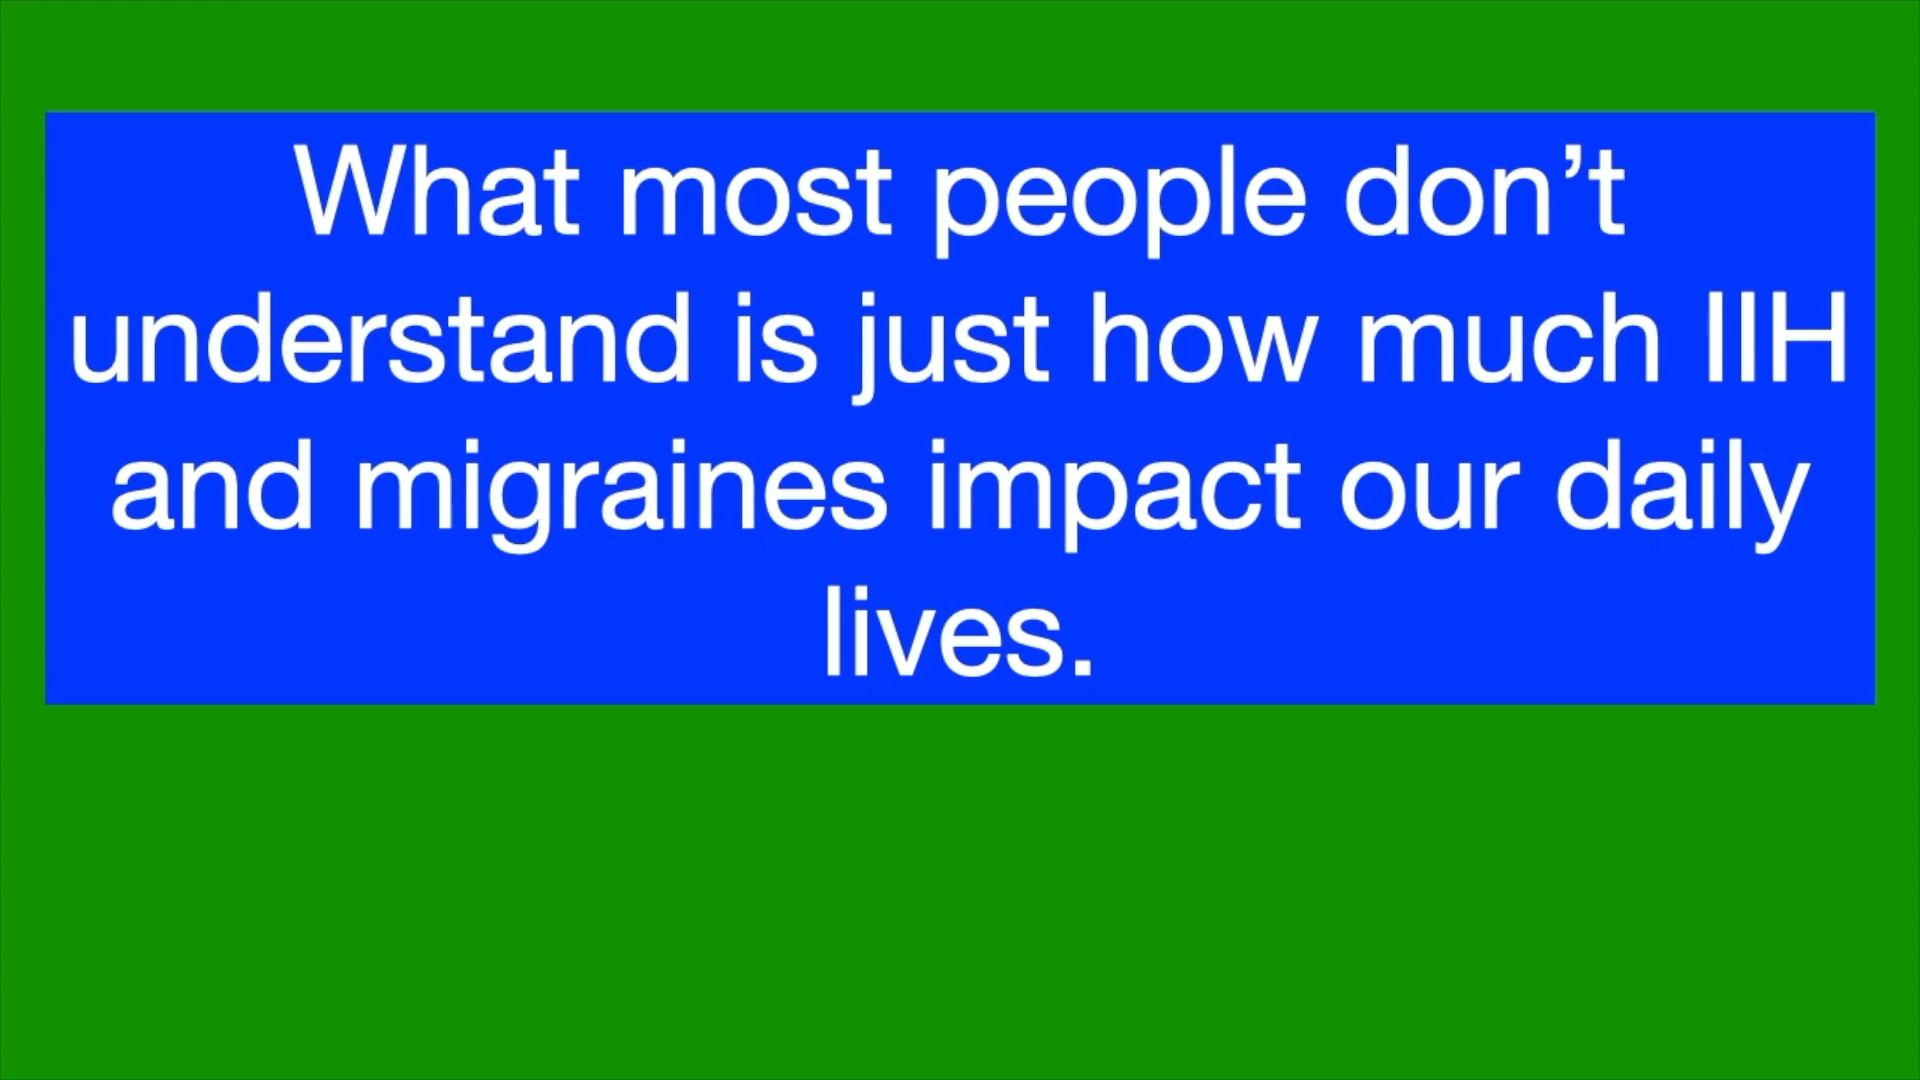 What most people don’t
understand is just how much IIH
and migraines impact our daily
lives.